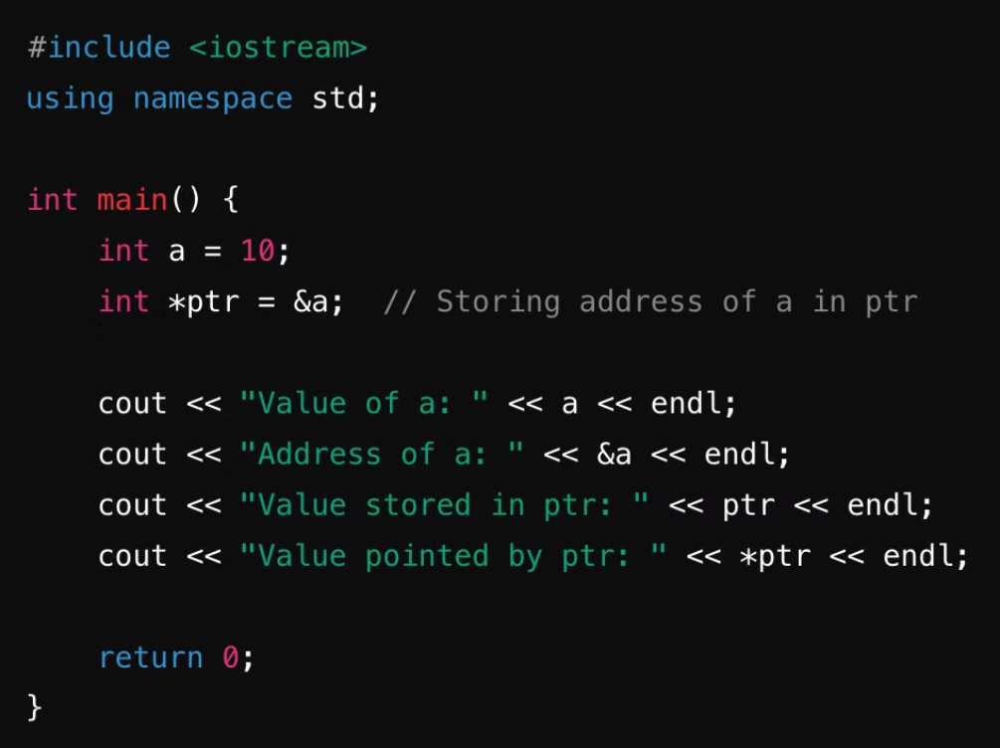 #include <iostream>
using namespace std;
int main() {
    int a = 10;
    int *ptr = &a;  // Storing address of a in ptr
    cout << "Value of a: " << a << endl;
    cout << "Address of a: " << &a << endl;
    cout << "Value stored in ptr: " << ptr << endl;
    cout << "Value pointed by ptr: " << *ptr << endl;
    return 0;
}